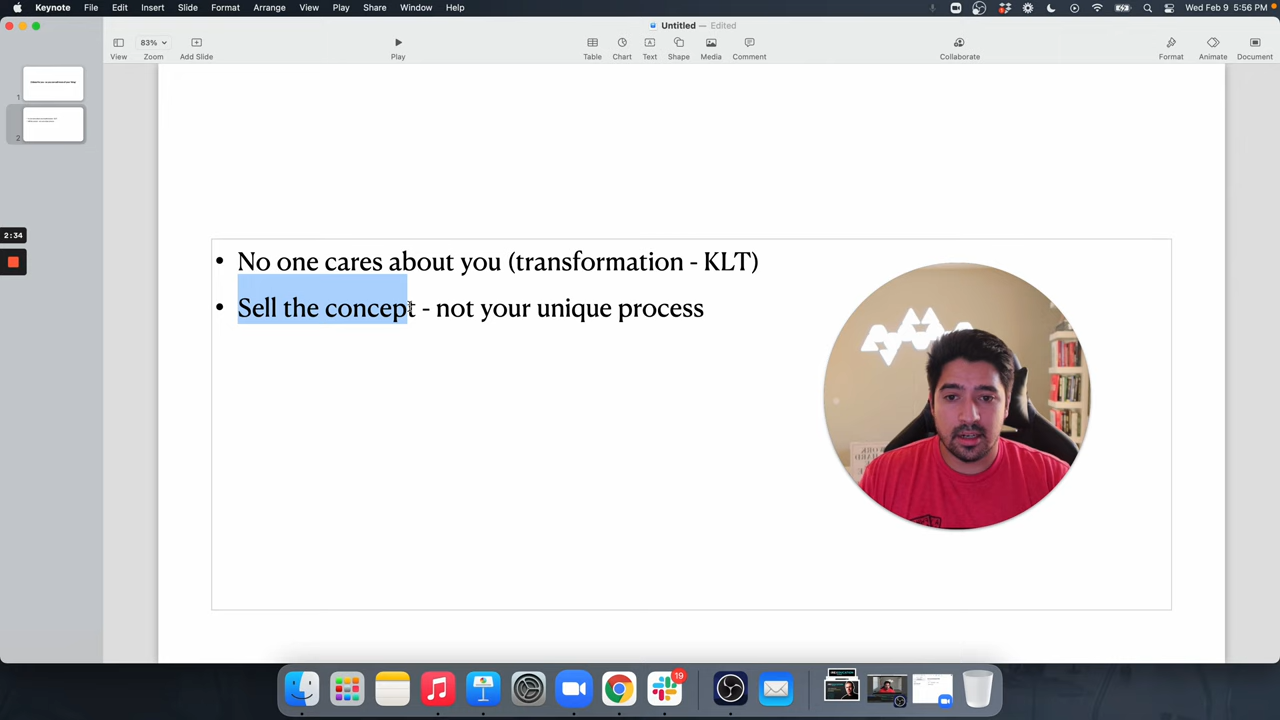 Keynote File Edit Insert Slide Format Arrange View Play Share Window Help Wed Feb 9 5:56 PM
Untitled — Edited
83%
View Zoom Add Slide Play Table Chart Text Shape Media Comment Collaborate Format Animate Document
1
2
2:34
• No one cares about you (transformation - KLT)
• Sell the concept - not your unique process
19